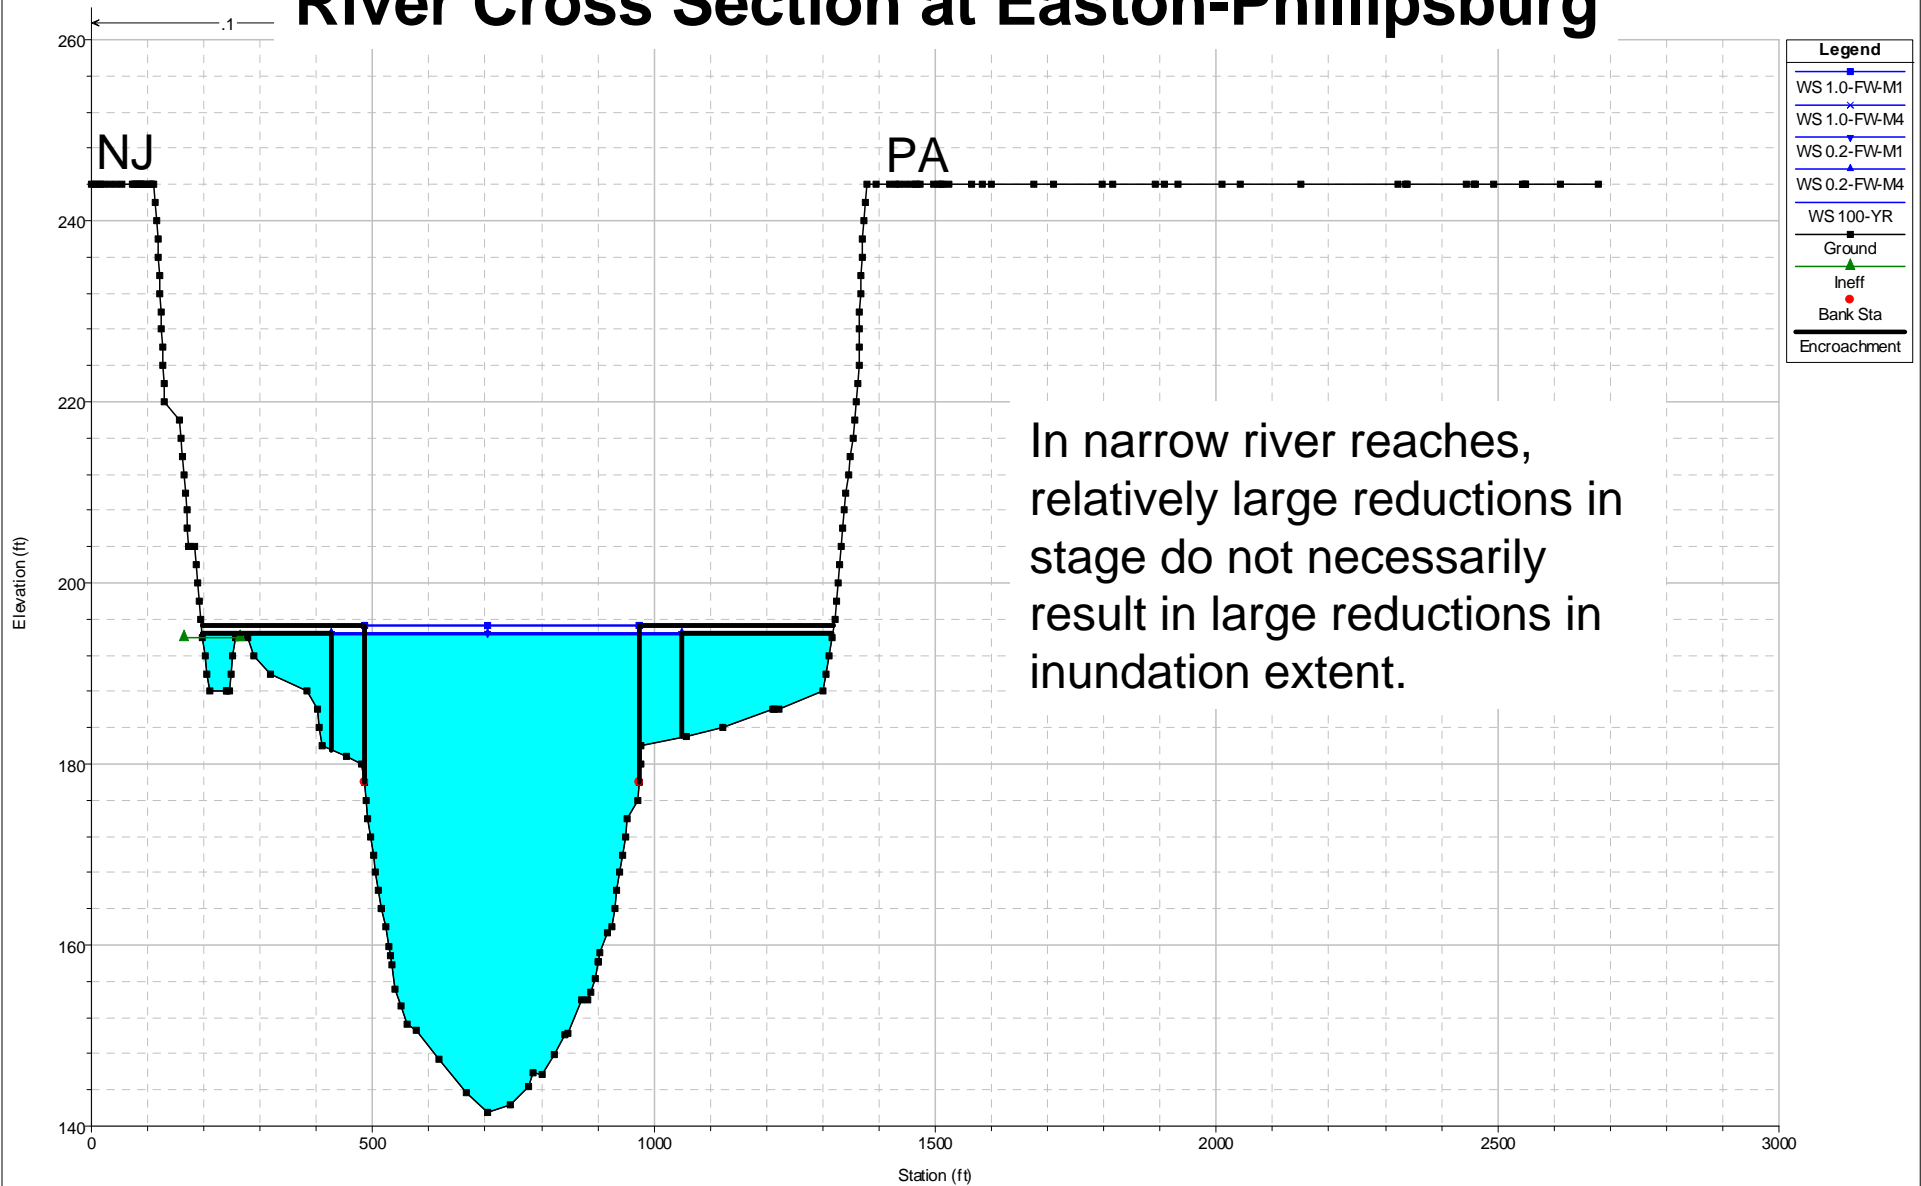 River Cross Section at Easton-Phillipsburg
.1
Legend
WS 1.0-FW-M1
WS 1.0-FW-M4
WS 0.2-FW-M1
WS 0.2-FW-M4
WS 100-YR
Ground
Ineff
Bank Sta
Encroachment
NJ
PA
In narrow river reaches,
relatively large reductions in
stage do not necessarily
result in large reductions in
inundation extent.
Elevation (ft)
260
240
220
200
180
160
140
0 500 1000 1500 2000 2500 3000
Station (ft)